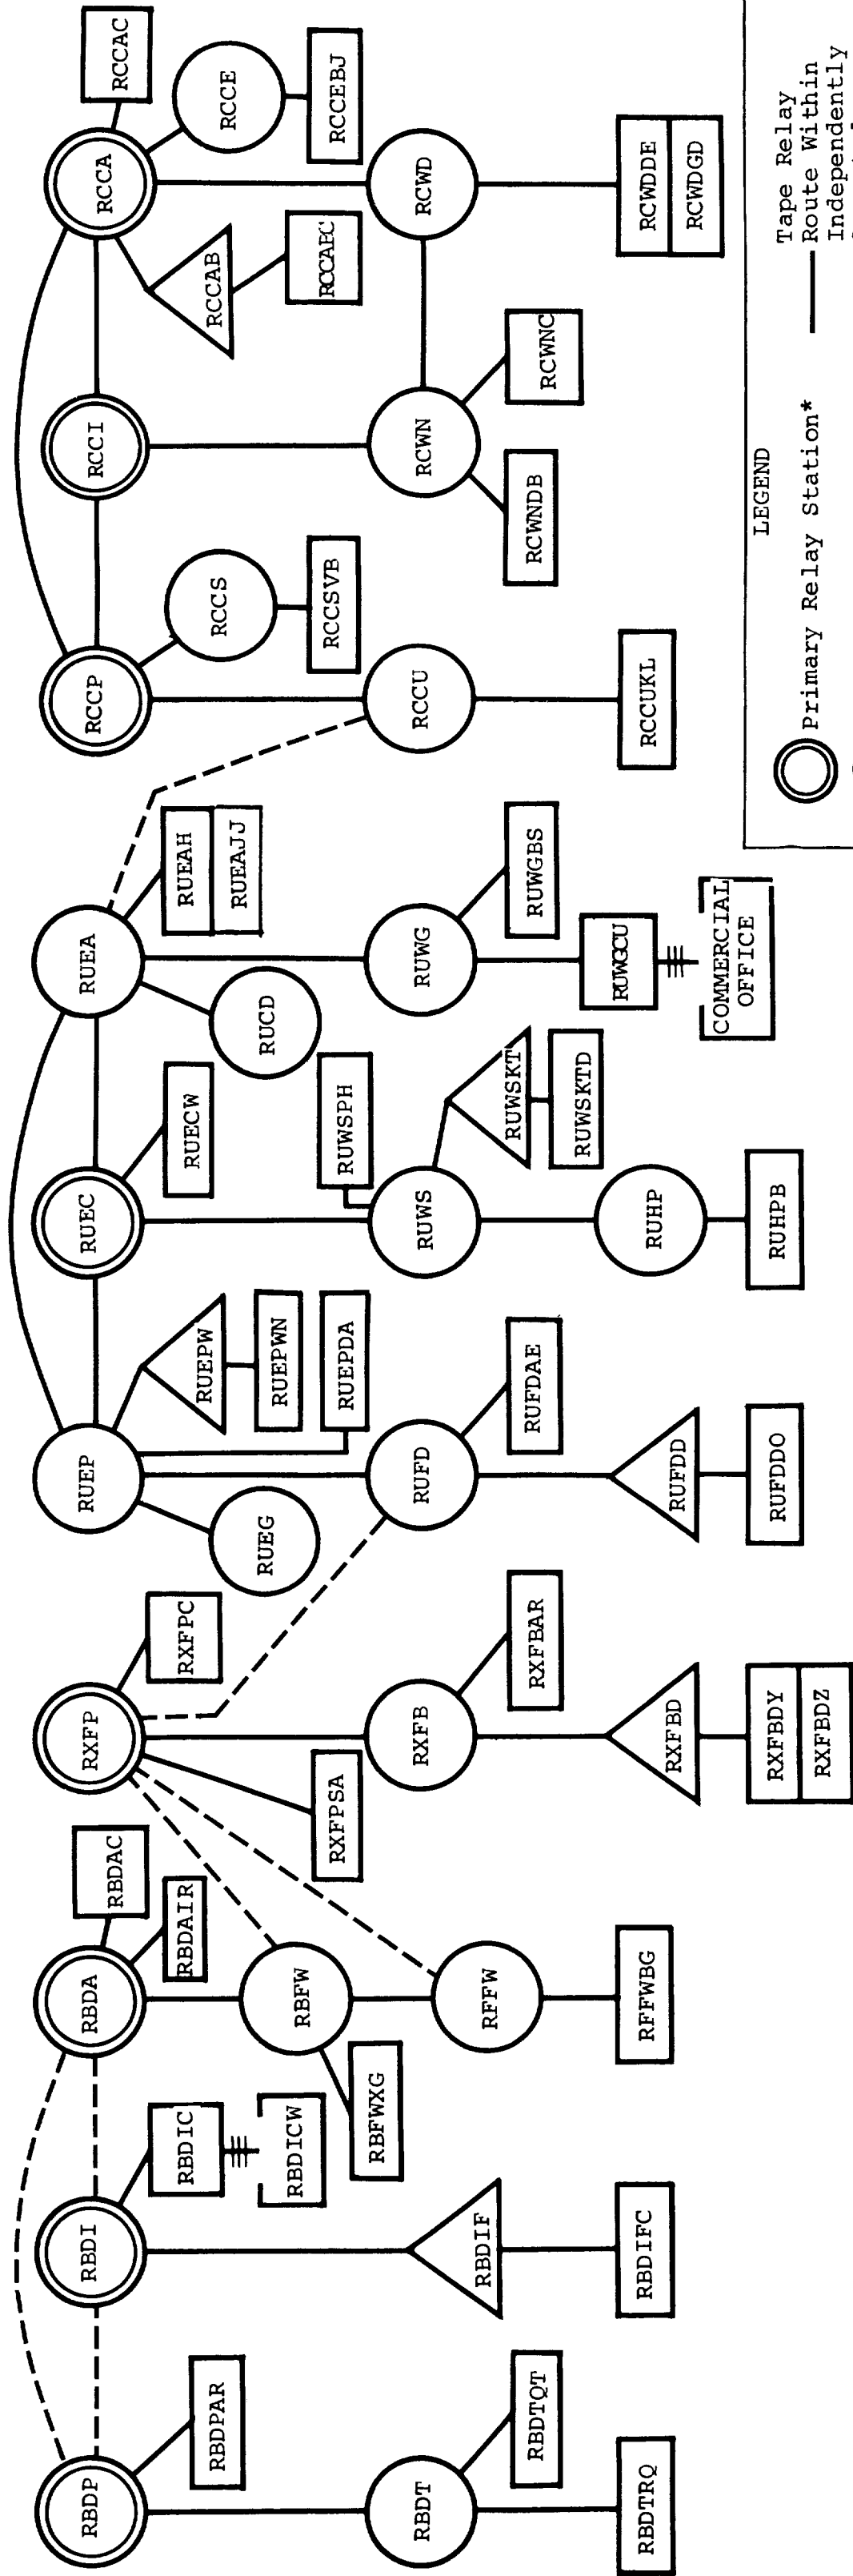 RBDP
RBDI
RBDA
RXFP
RUEP
RUEC
RUEA
RCCP
RCCI
RCCA
RBDAC
RCCAC
RBDPAR
RBDIC
RBDAIR
RXFPC
RUEPW
RUECW
RUEAH
RUEAJJ
RCCS
RCCAB
RCCE
RBDICW
RBFW
RUEG
RUEPWN
RUCD
RXFPSA
RUEPDA
RUWSPH
RCCSVB
RCCAEC
RCCEBJ
RBFWXG
RBDT
RXFB
RUFD
RUWS
RUWG
RCCU
RCWN
RCWD
RBDIF
RFFW
RUWSKT
RBDTQT
RXFBAR
RUFDAE
RUWGBS
RCWNDB
RCWNC
RUWSKTD
RUWGCU
RBDTRQ
RBDIFC
RFFWBG
RXFBD
RUFDD
RUHP
RCCUKL
RCWDDE
RCWDGD
COMMERCIAL
OFFICE
RXFBDY
RXFBDZ
RUFDDO
RUHPB
LEGEND
Primary Relay Station*
Tape Relay
Route Within
Independently